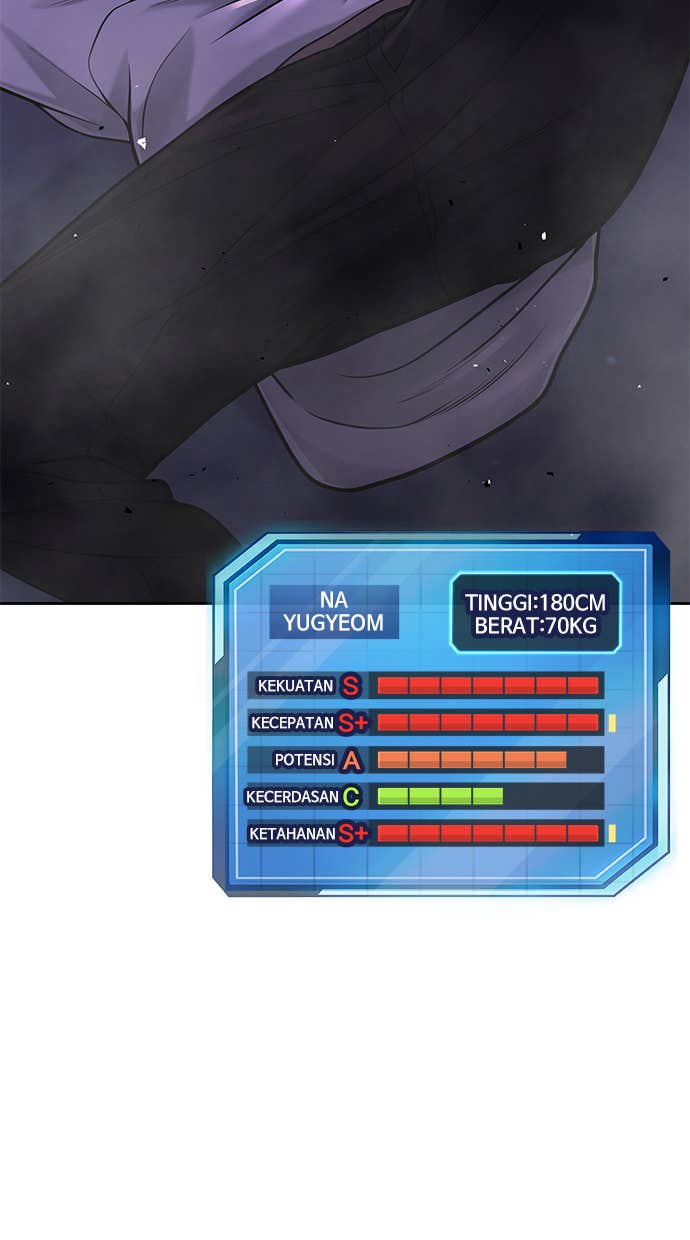 NA
YUGYEOM
TINGGI:180CM
BERAT:70KG
KEKUATAN S
KECEPATAN S+
POTENSI A
KECERDASAN C
KETAHANAN S+